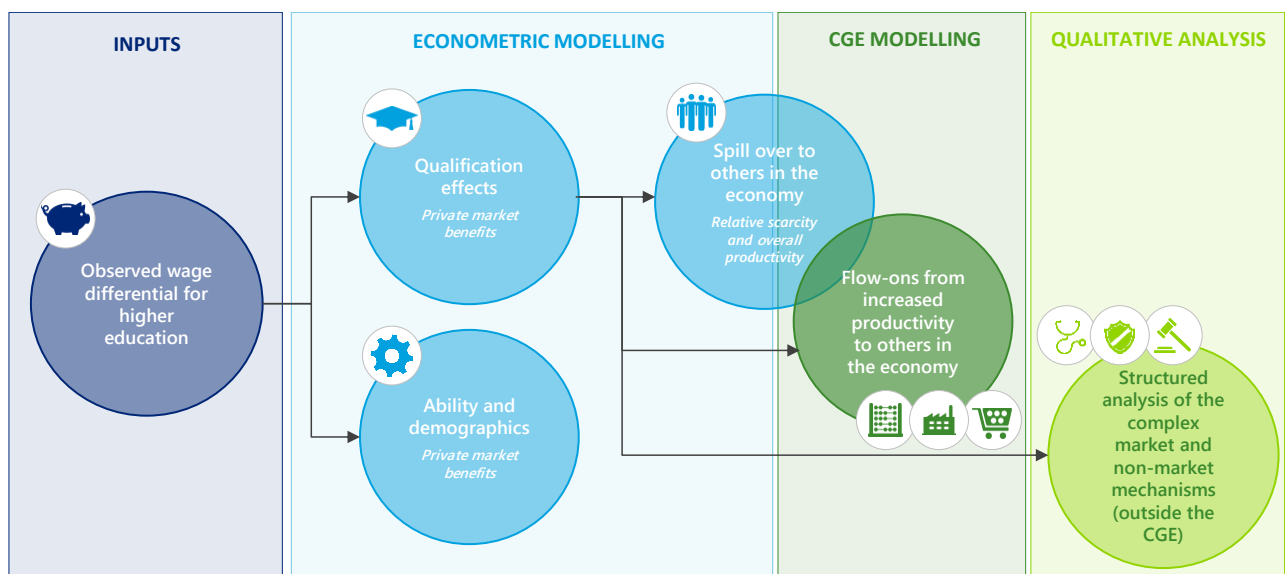 INPUTS
ECONOMETRIC MODELLING
CGE MODELLING
QUALITATIVE ANALYSIS
Observed wage
differential for
higher
education
Qualification
effects
Private market
benefits
Ability and
demographics
Private market
benefits
Spill over to
others in the
economy
Relative scarcity
and overall
productivity
Flow-ons from
increased
productivity
to others in
the economy
Structured
analysis of the
complex
market and
non-market
mechanisms
(outside the
CGE)